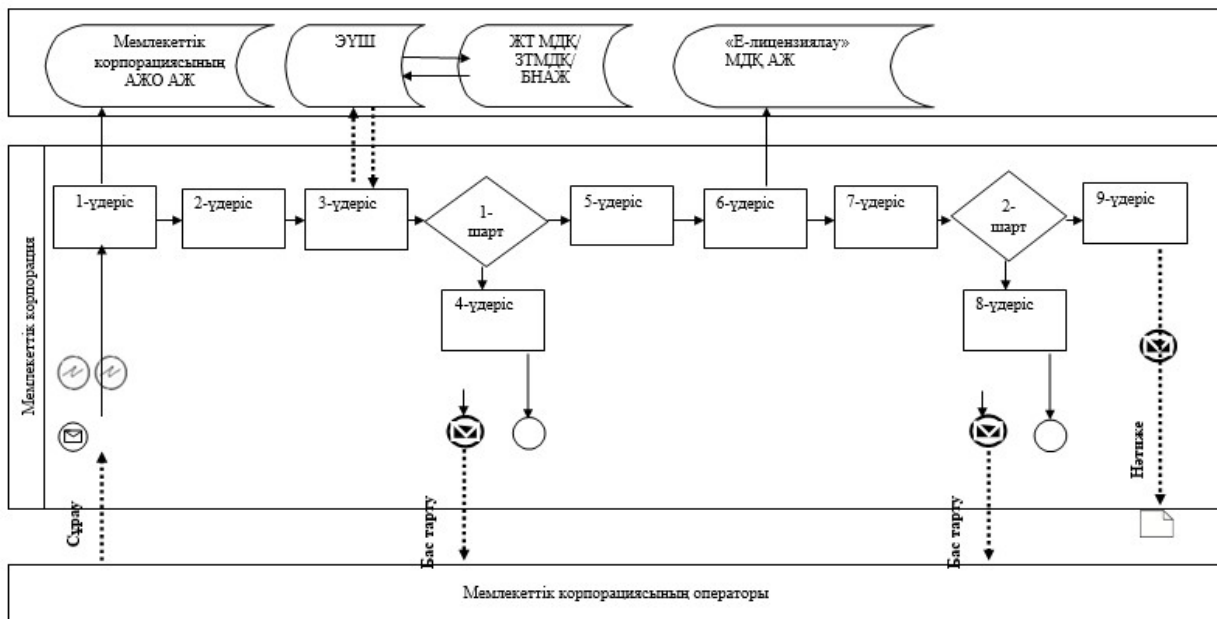 Мемлекеттік
корпорациясының
АЖО АЖ
ЭҮШ
ЖТ МДҚ/
ЗТМДҚ/
БНАЖ
«Е-лицензиялау»
МДҚ АЖ
Мемлекеттік корпорация
1-үдеріс
2-үдеріс
3-үдеріс
1-
шарт
5-үдеріс
6-үдеріс
7-үдеріс
2-
шарт
9-үдеріс
4-үдеріс
8-үдеріс
Сұрау
Бас тарту
Бас тарту
Нәтиже
Мемлекеттік корпорациясының операторы